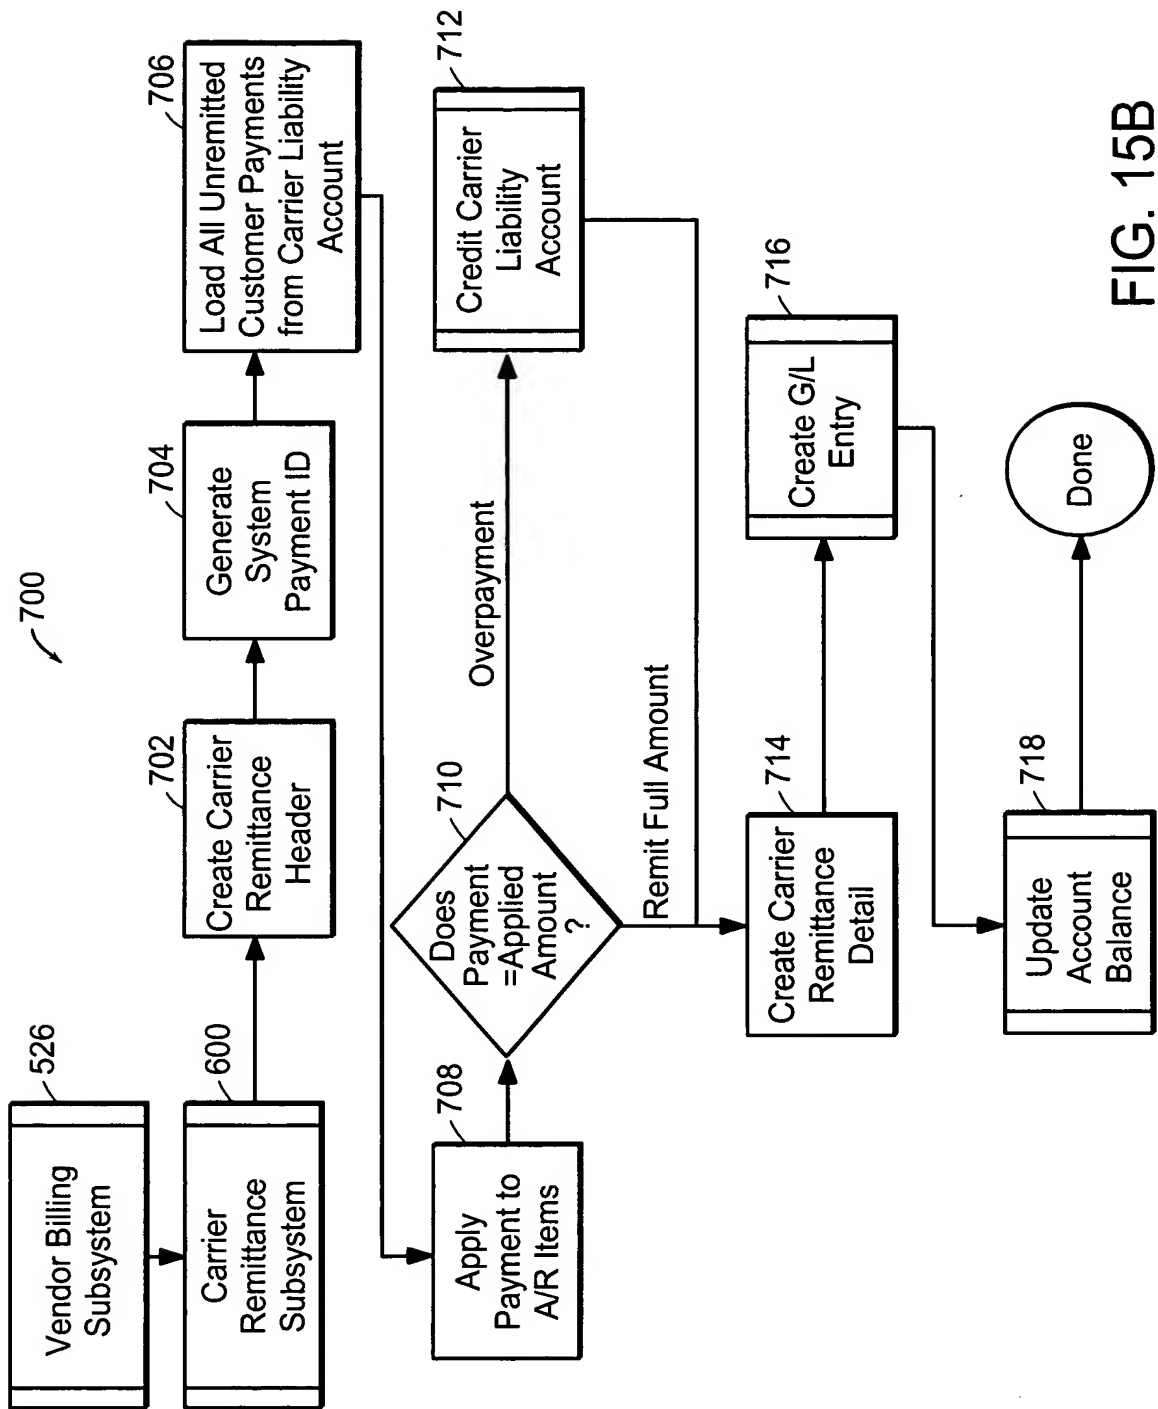 700
526
Vendor Billing
Subsystem
600
Carrier
Remittance
Subsystem
702
Create Carrier
Remittance
Header
704
Generate
System
Payment ID
706
Load All Unremitted
Customer Payments
from Carrier Liability
Account
708
Apply
Payment to
A/R Items
710
Does
Payment
=Applied
Amount
?
Overpayment
712
Credit Carrier
Liability
Account
Remit Full Amount
714
Create Carrier
Remittance
Detail
716
Create G/L
Entry
718
Update
Account
Balance
Done
FIG. 15B